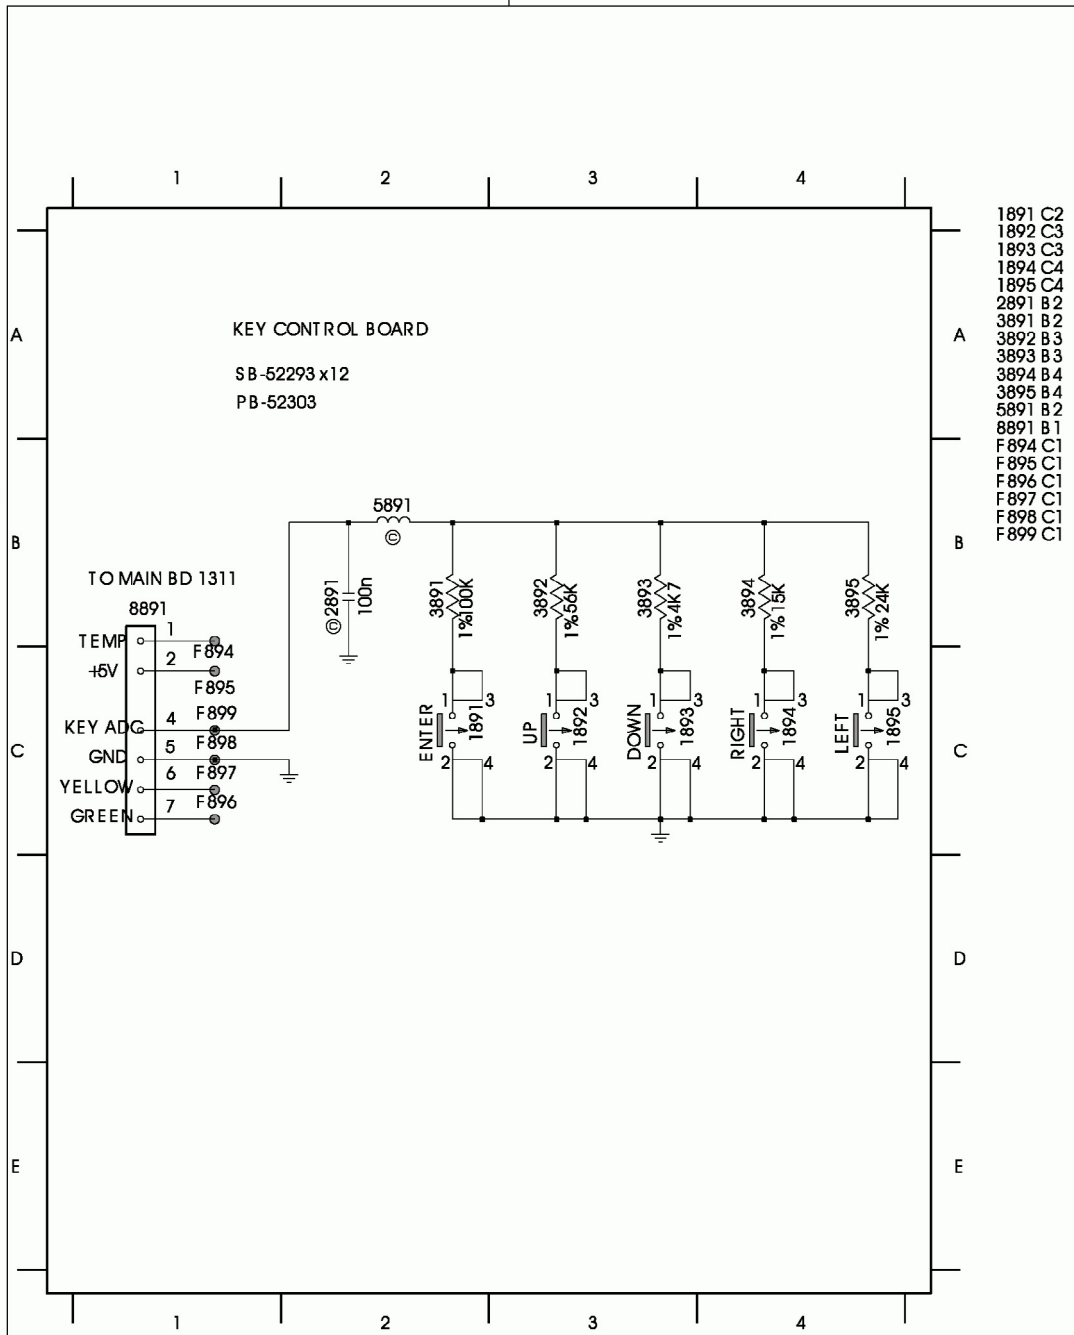 1 2 3 4
1891 C2
1892 C3
1893 C3
1894 C4
1895 C4
2891 B2
3891 B2
3892 B3
3893 B3
3894 B4
3895 B4
5891 B2
8891 B1
F894 C1
F895 C1
F896 C1
F897 C1
F898 C1
F899 C1
A A
KEY CONTROL BOARD
SB-52293 x12
PB-52303
B B
5891
©
TO MAIN BD 1311
8891
©2891
100n
3891
1% 100K
3892
1% 56K
3893
1% 4K7
3894
1% 15K
3895
1% 24K
TEMP 1 F894
+5V 2 F895
KEY ADC 4 F899
GND 5 F898
YELLOW 6 F897
GREEN 7 F896
C C
ENTER 1 3 1891 2 4
UP 1 3 1892 2 4
DOWN 1 3 1893 2 4
RIGHT 1 3 1894 2 4
LEFT 1 3 1895 2 4
D D
E E
1 2 3 4